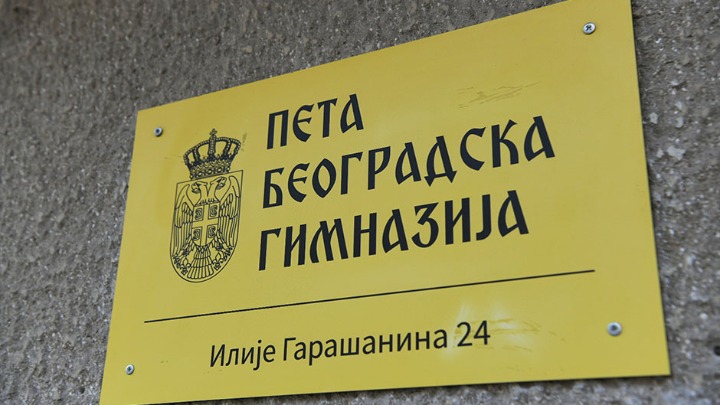 ПЕТА
БЕОГРАДСКА
ГИМНАЗИЈА
Илије Гарашанина 24